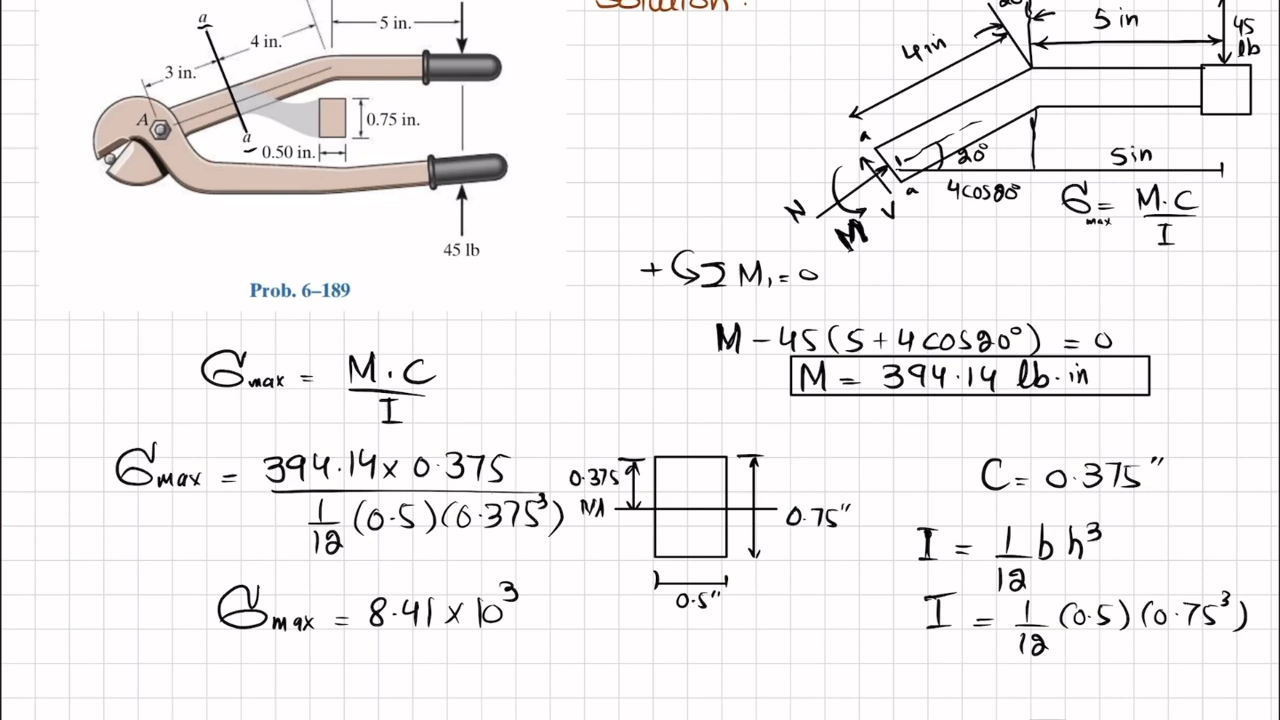 a
4 in.
5 in.
3 in.
A
0.75 in.
a
0.50 in.
45 lb
Prob. 6–189
Solution:
20°
4in
5 in
45
lb
a
20°
5in
a
4cos20°
N
M
V
σmax = M.C / I
+ ΣM₁ = 0
M - 45(5 + 4cos20°) = 0
M = 394.14 lb.in
σmax = M.C / I
σmax = 394.14 x 0.375 / 1/12 (0.5)(0.375³)
σmax = 8.41 x 10³
0.375
NA
0.75"
0.5"
C = 0.375"
I = 1/12 b h³
I = 1/12 (0.5)(0.75³)